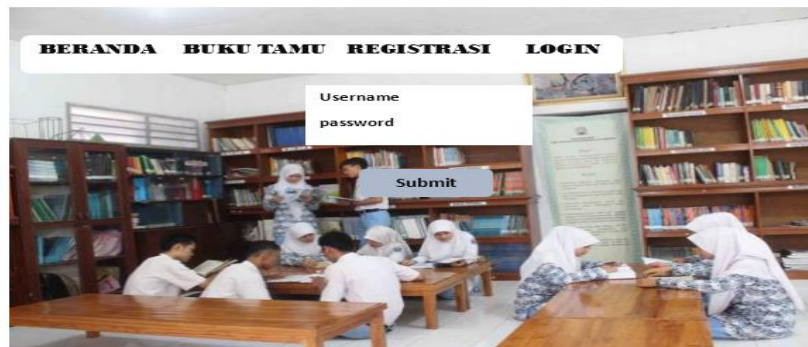 BERANDA BUKU TAMU REGISTRASI LOGIN
Username
password
Submit